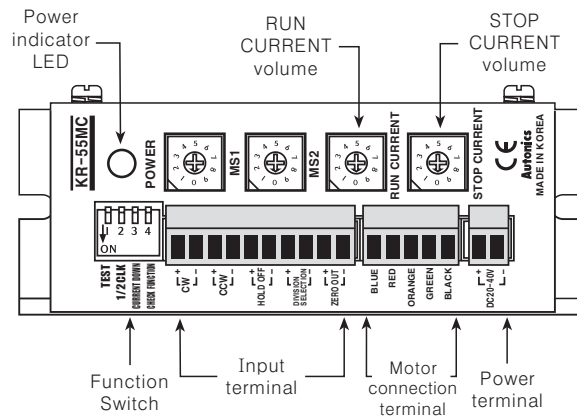 Power
indicator
LED
RUN
CURRENT
volume
STOP
CURRENT
volume
KR-55MC
POWER
MS1
MS2
RUN CURRENT
STOP CURRENT
CE
Autonics
MADE IN KOREA
1 2 3 4
ON
TEST
1/2CLK
CURRENT DOWN
CHECK FUNCTION
+ -
CW
+ -
CCW
+ -
HOLD OFF
+ -
DIVISION
SELECTION
+ -
ZERO OUT
BLUE
RED
ORANGE
GREEN
BLACK
+ -
DC20-40V
Function
Switch
Input
terminal
Motor
connection
terminal
Power
terminal